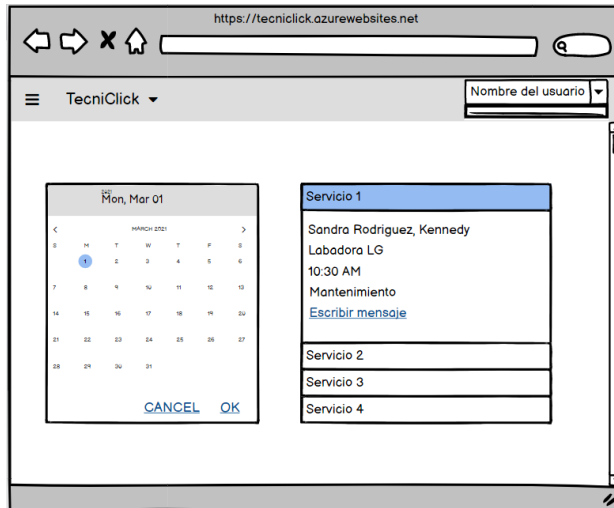 https://tecniclick.azurewebsites.net
TecniClick
Nombre del usuario
2021
Mon, Mar 01
MARCH 2021
S M T W T F S
1 2 3 4 5 6
7 8 9 10 11 12 13
14 15 16 17 18 19 20
21 22 23 24 25 26 27
28 29 30 31
CANCEL OK
Servicio 1
Sandra Rodriguez, Kennedy
Labadora LG
10:30 AM
Mantenimiento
Escribir mensaje
Servicio 2
Servicio 3
Servicio 4